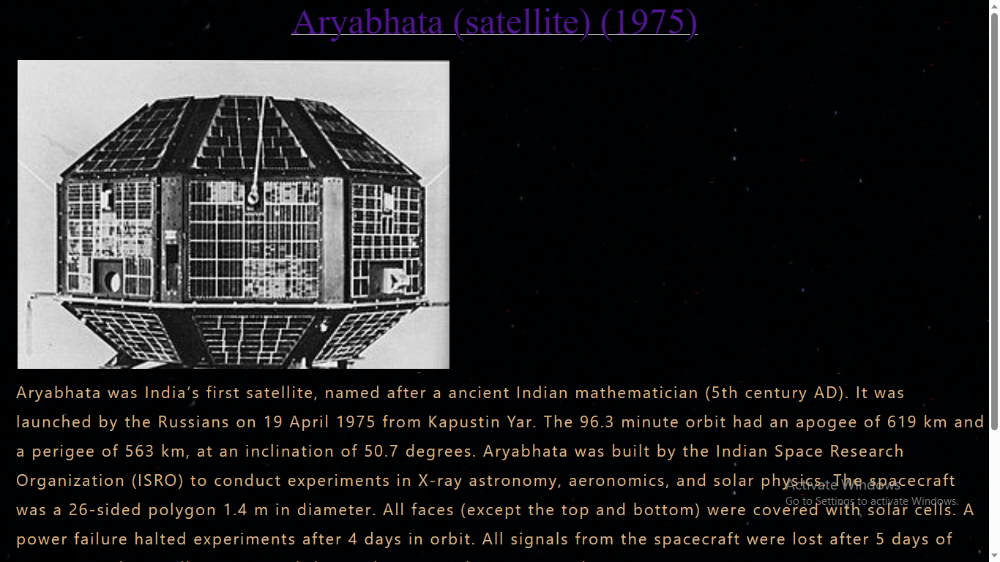 Aryabhata (satellite) (1975)
Aryabhata was India’s first satellite, named after a ancient Indian mathematician (5th century AD). It was
launched by the Russians on 19 April 1975 from Kapustin Yar. The 96.3 minute orbit had an apogee of 619 km and
a perigee of 563 km, at an inclination of 50.7 degrees. Aryabhata was built by the Indian Space Research
Organization (ISRO) to conduct experiments in X-ray astronomy, aeronomics, and solar physics. The spacecraft
was a 26-sided polygon 1.4 m in diameter. All faces (except the top and bottom) were covered with solar cells. A
power failure halted experiments after 4 days in orbit. All signals from the spacecraft were lost after 5 days of
Activate Windows
Go to Settings to activate Windows.